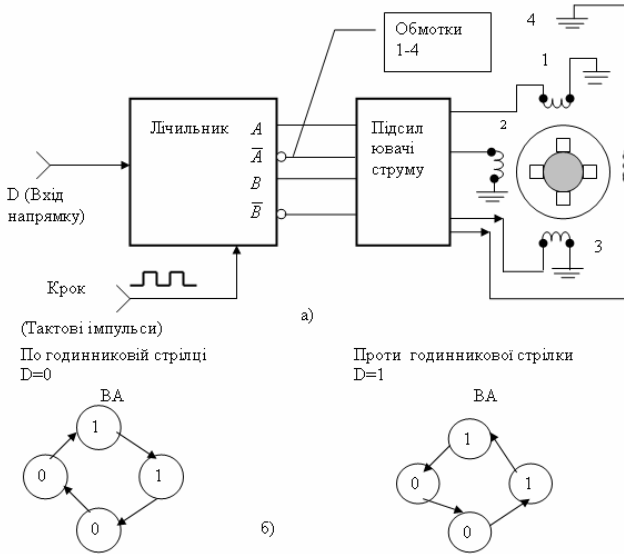 4
Обмотки
1-4
1
Лічильник
A
A̅
B
B̅
Підсил
ювачі
струму
2
3
D (Вхід
напрямку)
Крок
(Тактові імпульси)
а)
По годинниковій стрілці
D=0
BA
1
0
1
0
Проти годинникової стрілки
D=1
BA
1
0
1
0
б)